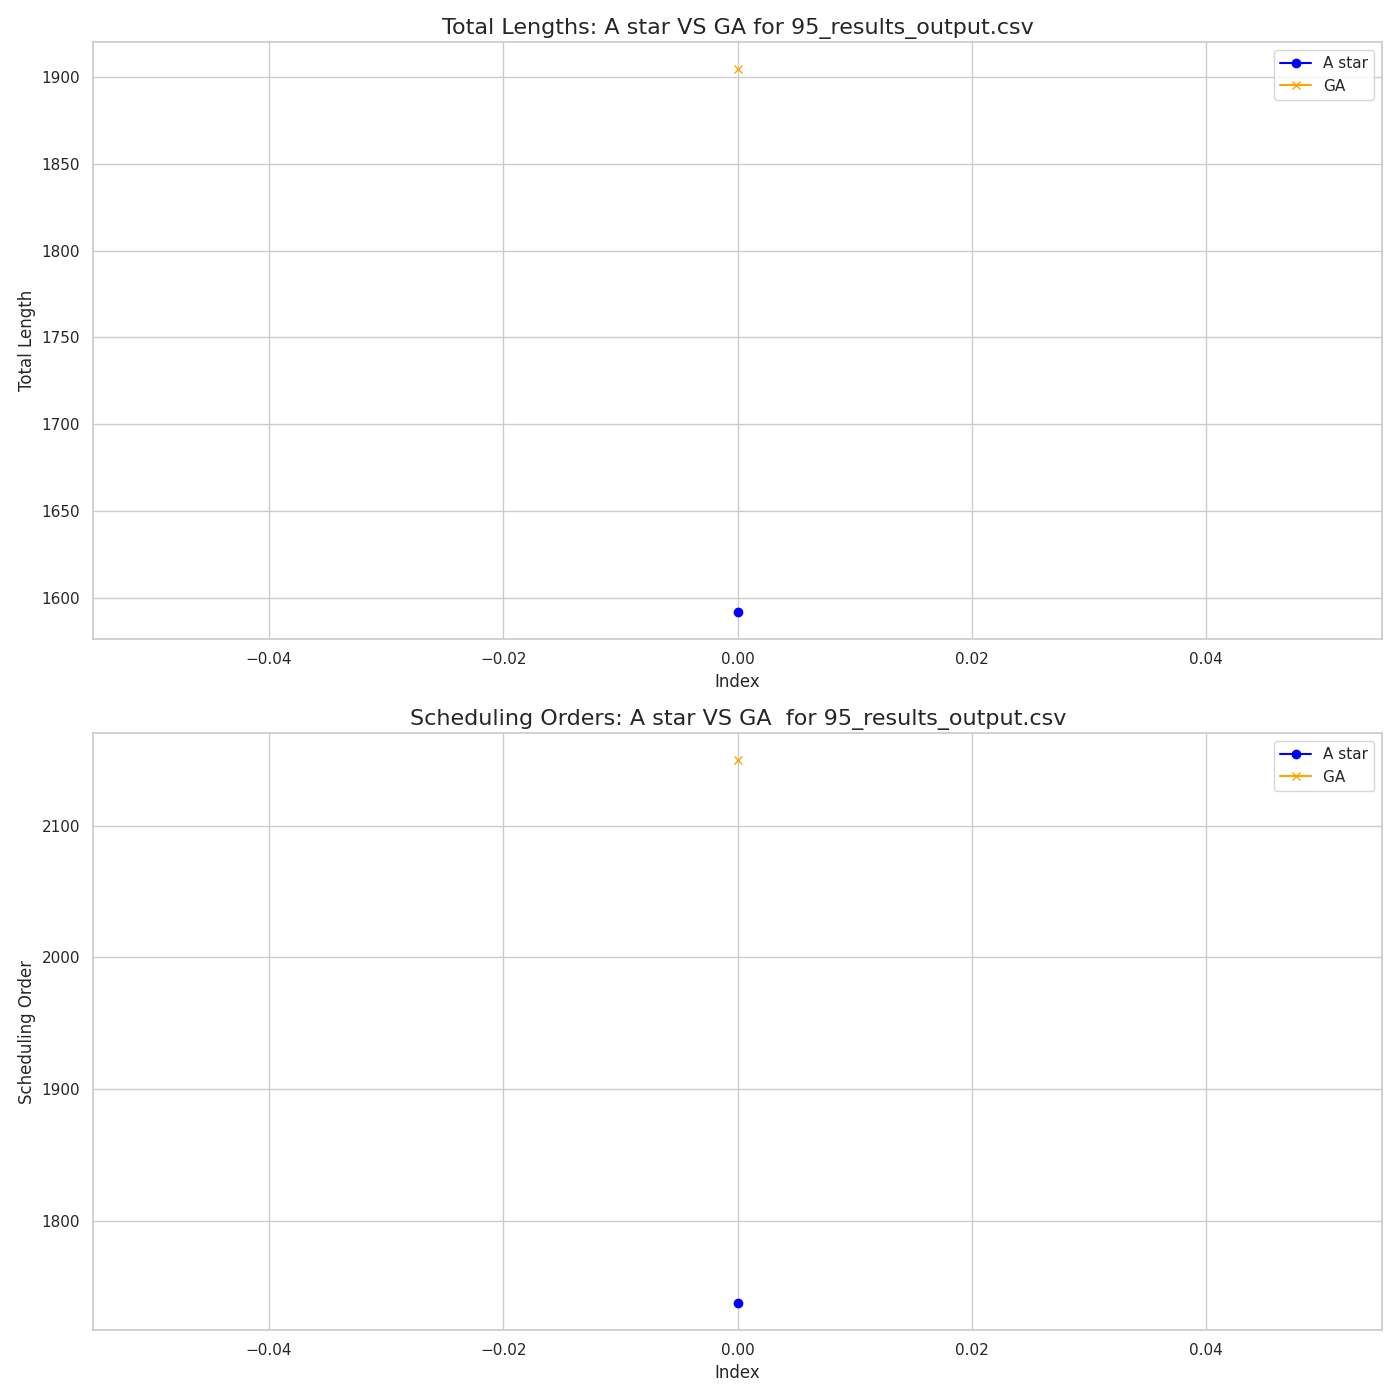 Total Lengths: A star VS GA for 95_results_output.csv
A star
GA
1900
1850
1800
1750
1700
1650
1600
Total Length
−0.04
−0.02
0.00
0.02
0.04
Index
Scheduling Orders: A star VS GA  for 95_results_output.csv
A star
GA
2100
2000
1900
1800
Scheduling Order
−0.04
−0.02
0.00
0.02
0.04
Index